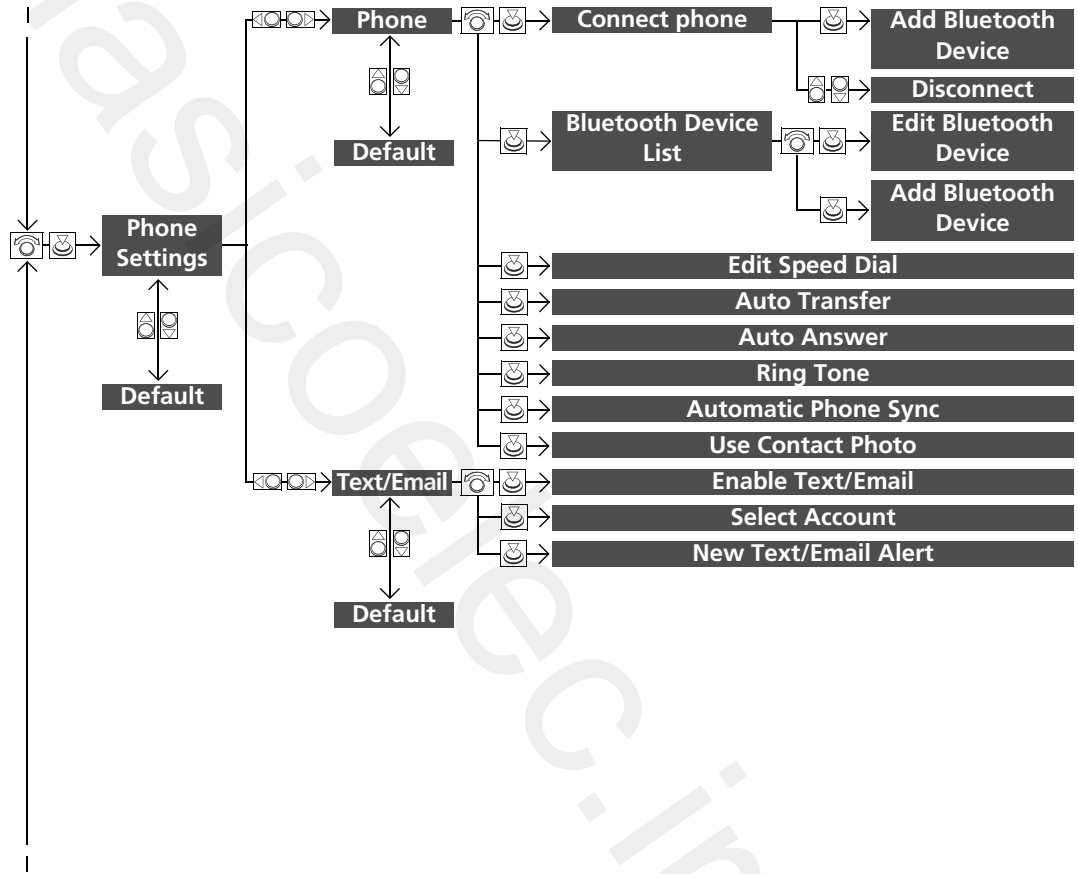 Phone
Connect phone
Add Bluetooth
Device
Disconnect
Default
Bluetooth Device
List
Edit Bluetooth
Device
Add Bluetooth
Device
Phone
Settings
Default
Edit Speed Dial
Auto Transfer
Auto Answer
Ring Tone
Automatic Phone Sync
Use Contact Photo
Text/Email
Enable Text/Email
Select Account
New Text/Email Alert
Default